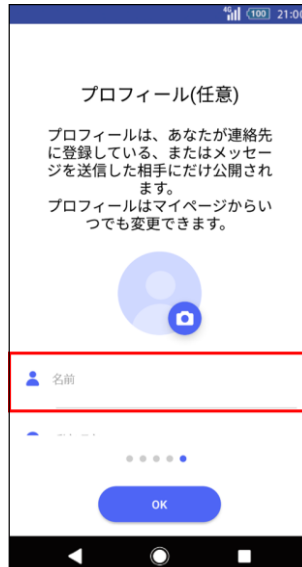 4G 100 21:00
プロフィール(任意)
プロフィールは、あなたが連絡先
に登録している、またはメッセー
ジを送信した相手にだけ公開され
ます。
プロフィールはマイページからい
つでも変更できます。
名前
OK